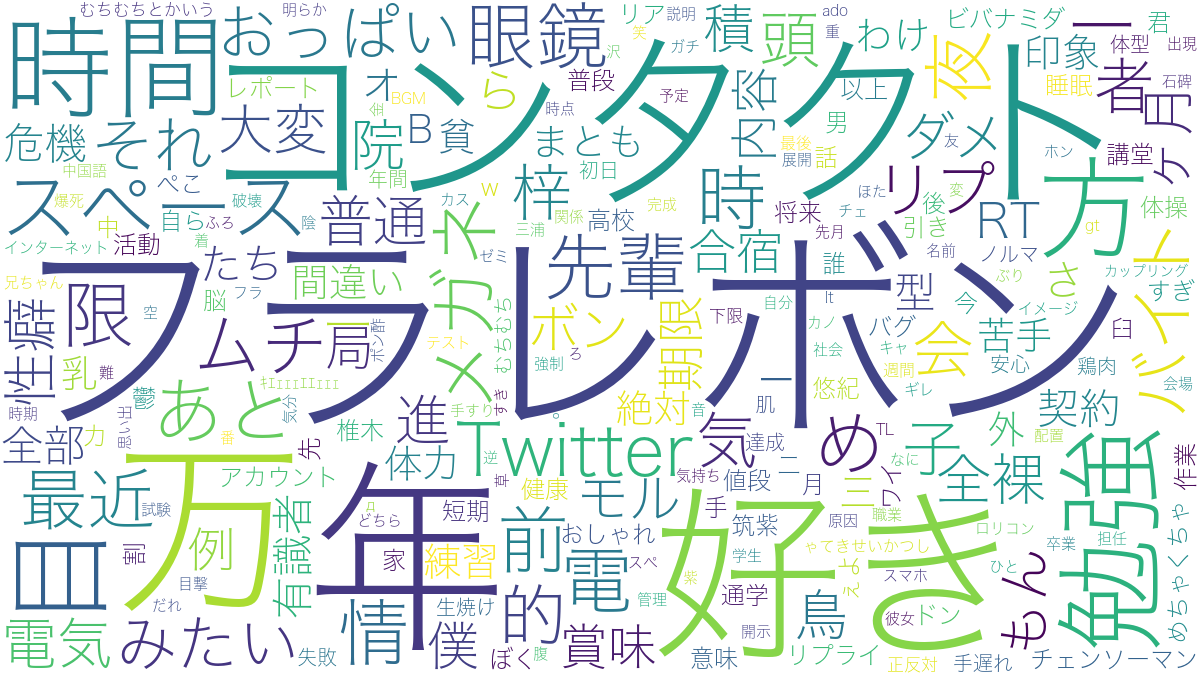 むちむちとかいう
明らか
時間
おっぱい
眼鏡
リア
説明
ado
重
ビバナミダ
君
一
笑
沢
ガチ
積
頭
わけ
夜
印象
体型
出現
者
コンタクト
レポート
オ
BGM
ら
普段
予定
内容
以上
睡眠
石碑
ヶ月
危機
それ
大変
院
B
貧
年
時点
まとも
男
最後
展開
話
ダメ
友
ホン
講堂
中国語
ぺこ
年間
梓
初日
時
ほた
変
リプ
方
スペース
爆死
破壊
陰
カス
W
関係
完成
将来
チェ
後
引き
RT
体操
自ら
ふろ
中
普通
ネ
高校
インターネット
活動
着
三浦
合宿
先月
誰
名前
ノルマ
gt
バイト
兄ちゃん
間違い
たち
ゼミ
先輩
自分
It
型
今
さ
ぶり
カップリング
すぎ
フラ
脳
メガネ
フラレボン
限
空
性癖
ムチ
局
ボン
下限
カノ
社会
キャ
バグ
会
苦手
イメージ
臼
ポン酢
一
テスト
むちむち
強制
ろ
期限
週間
ギレ
安心
鶏肉
会場
乳
難
鬱
あと
気分
手すり
すき
。
絶対
音
一
悠紀
肌
契約
時期
全部
力
思い出
番
椎木
進
Twitter
逆
達成
気
め
TL
なに
子
外
配置
先
体力
最近
アカウント
草
健康
モル
気持ち
値段
二
月
三
ワイ
全裸
作業
勉強
目
万
試験
例
有識者
Д
どちら
年
短期
前
おしゃれ
電
手
筑紫
原因
職業
ロリコン
卒業
担任
割
目撃
家
練習
スペ
学生
ゃてきせいかつし
えよ
スマホ
ひと
もん
めちゃくちゃ
だれ
生焼け
的
管理
紫
通学
好き
鳥
彼女
ドン
電気
みたい
失敗
情
僕
ぼく
腹
賞味
開示
意味
リプライ
正反対
手遅れ
チェンソーマン